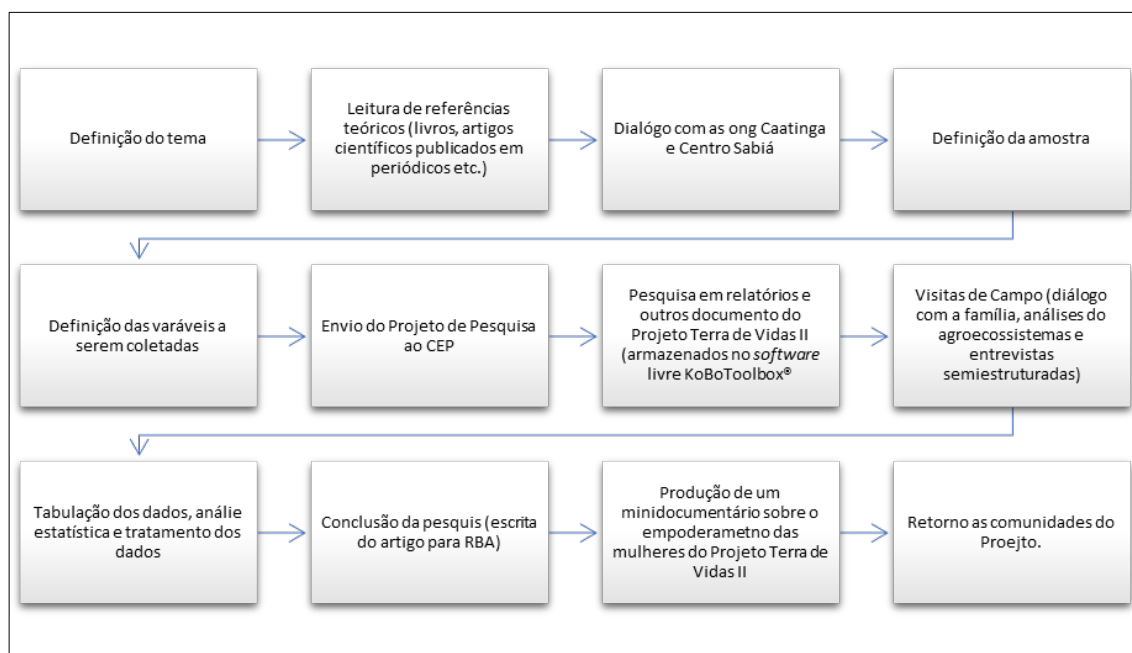 Definição do tema
Leitura de referências
teóricos (livros, artigos
científicos publicados em
periódicos etc.)
Dialógo com as ong Caatinga
e Centro Sabiá
Definição da amostra
Definição das varáveis a
serem coletadas
Envio do Projeto de Pesquisa
ao CEP
Pesquisa em relatórios e
outros documento do
Projeto Terra de Vidas II
(armazenados no software
livre KoBoToolbox®
Visitas de Campo (diálogo
com a família, análises do
agroecossistemas e
entrevistas
semiestruturadas)
Tabulação dos dados, análie
estatística e tratamento dos
dados
Conclusão da pesquis (escrita
do artigo para RBA)
Produção de um
minidocumentário sobre o
empoderametno das
mulheres do Projeto Terra de
Vidas II
Retorno as comunidades do
Proejto.